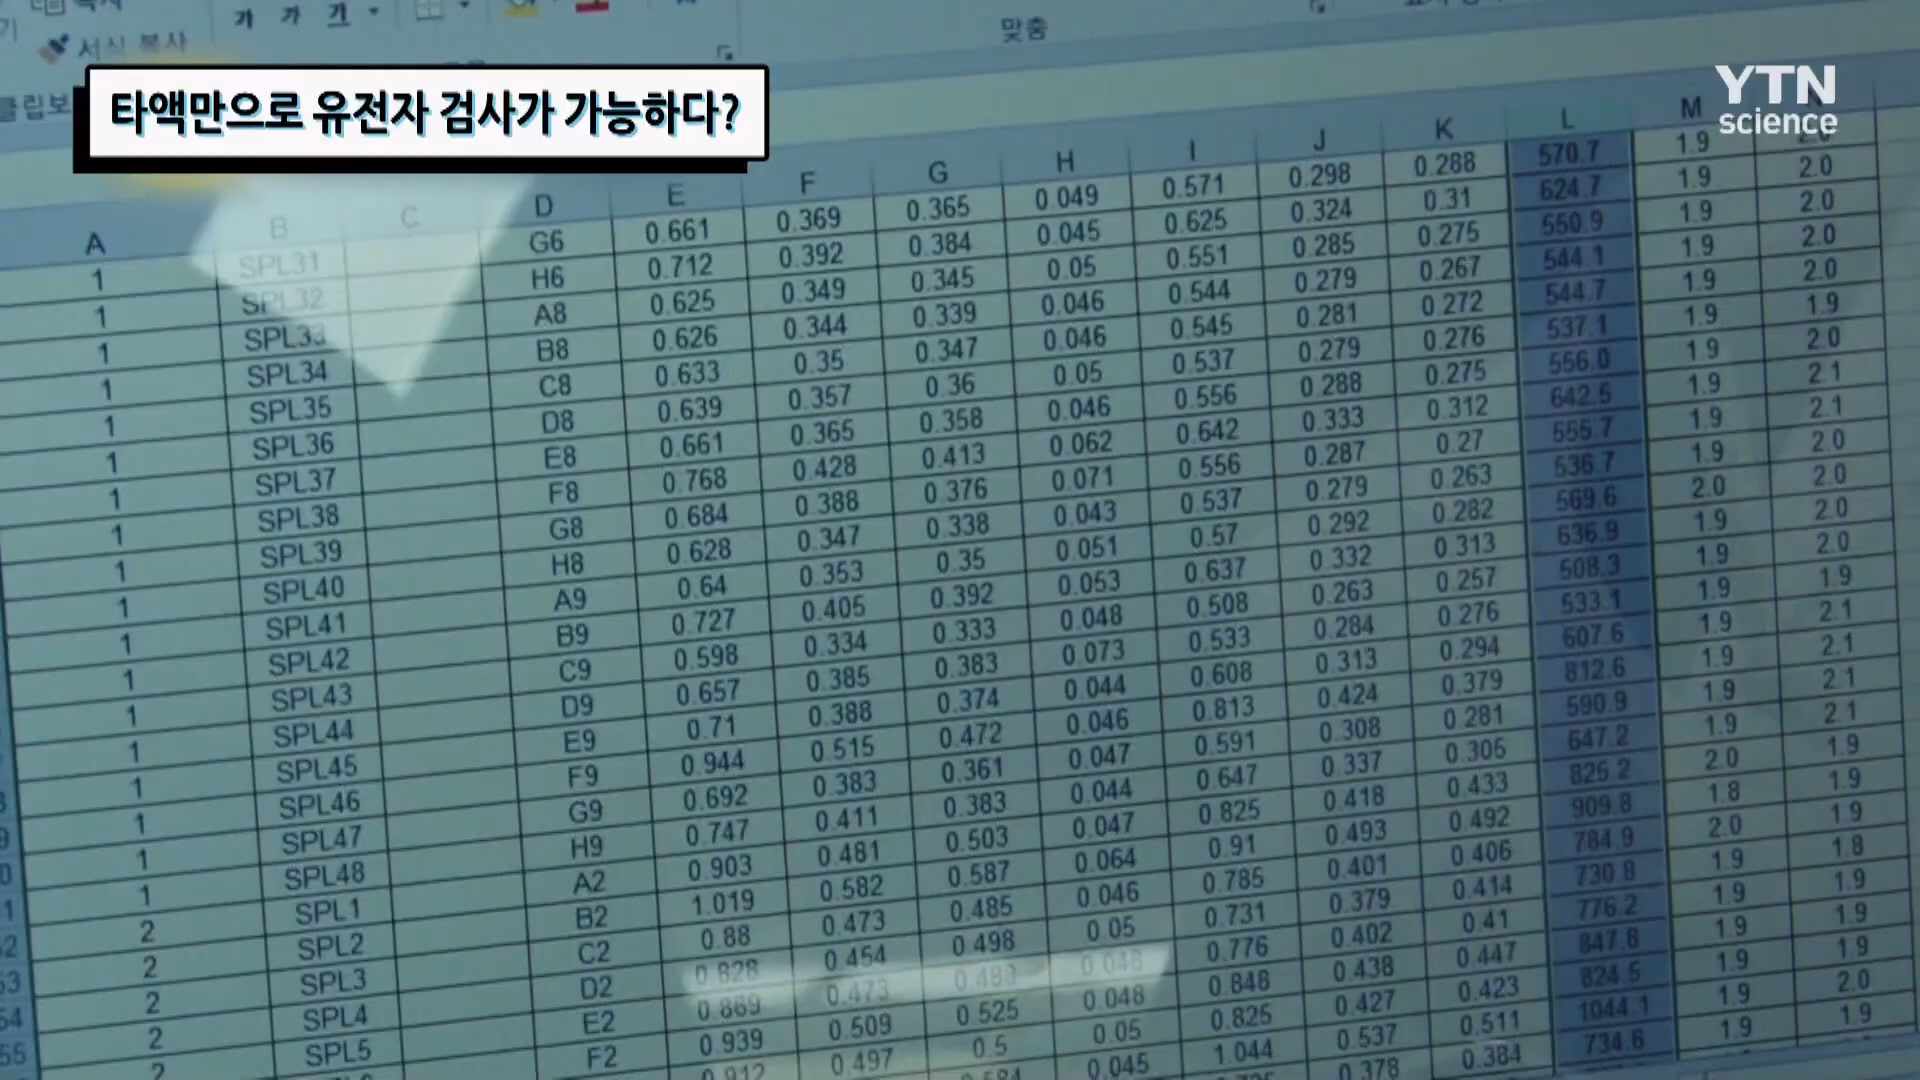 가 가 가
서식 복사
맞춤
타액만으로 유전자 검사가 가능하다?
YTN
science
A B C D E F G H I J K L M
1 SPL31 G6 0.661 0.369 0.365 0.049 0.571 0.298 0.288 570.7 1.9
1 SPL32 H6 0.712 0.392 0.384 0.045 0.625 0.324 0.31 624.7 1.9 2.0
1 SPL33 A8 0.625 0.349 0.345 0.05 0.551 0.285 0.275 550.9 1.9 2.0
1 SPL34 B8 0.626 0.344 0.339 0.046 0.544 0.279 0.267 544.1 1.9 2.0
1 SPL35 C8 0.633 0.35 0.347 0.046 0.545 0.281 0.272 544.7 1.9 2.0
1 SPL36 D8 0.639 0.357 0.36 0.05 0.537 0.279 0.276 537.1 1.9 1.9
1 SPL37 E8 0.661 0.365 0.358 0.046 0.556 0.288 0.275 556.0 1.9 2.0
1 SPL38 F8 0.768 0.428 0.413 0.062 0.642 0.333 0.312 642.5 1.9 2.1
1 SPL39 G8 0.684 0.388 0.376 0.071 0.556 0.287 0.27 555.7 1.9 2.1
1 SPL40 H8 0.628 0.347 0.338 0.043 0.537 0.279 0.263 536.7 1.9 2.0
1 SPL41 A9 0.64 0.353 0.35 0.051 0.57 0.292 0.282 569.6 2.0 2.0
1 SPL42 B9 0.727 0.405 0.392 0.053 0.637 0.332 0.313 636.9 1.9 2.0
1 SPL43 C9 0.598 0.334 0.333 0.048 0.508 0.263 0.257 508.3 1.9 2.0
1 SPL44 D9 0.657 0.385 0.383 0.073 0.533 0.284 0.276 533.1 1.9 1.9
1 SPL45 E9 0.71 0.388 0.374 0.044 0.608 0.313 0.294 607.6 1.9 2.1
1 SPL46 F9 0.944 0.515 0.472 0.046 0.813 0.424 0.379 812.6 1.9 2.1
1 SPL47 G9 0.692 0.383 0.361 0.047 0.591 0.308 0.281 590.9 1.9 2.1
1 SPL48 H9 0.747 0.411 0.383 0.044 0.647 0.337 0.305 647.2 1.9 2.1
2 SPL1 A2 0.903 0.481 0.503 0.047 0.825 0.418 0.433 825.2 2.0 1.9
2 SPL2 B2 1.019 0.582 0.587 0.064 0.91 0.493 0.492 909.8 1.8 1.9
2 SPL3 C2 0.88 0.473 0.485 0.046 0.785 0.401 0.406 784.9 2.0 1.9
2 SPL4 D2 0.828 0.454 0.498 0.05 0.731 0.379 0.414 730.8 1.9 1.8
2 SPL5 E2 0.869 0.473 0.488 0.048 0.776 0.402 0.41 776.2 1.9 1.9
F2 0.939 0.509 0.525 0.048 0.848 0.438 0.447 847.8 1.9 1.9
0.912 0.497 0.5 0.05 0.825 0.427 0.423 824.5 1.9 1.9
0.045 1.044 0.537 0.511 1044.1 1.9 2.0
0.378 0.384 734.6 1.9 1.9